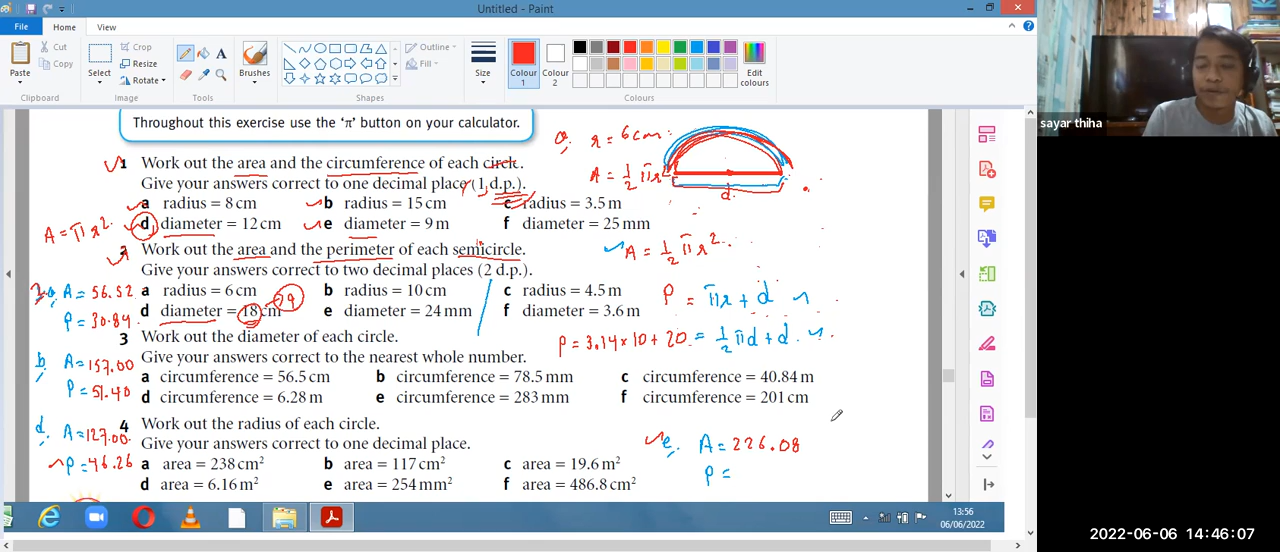 Untitled - Paint
File Home View
Paste
Cut
Copy
Clipboard
Select
Crop
Resize
Rotate
Image
Tools
Brushes
Shapes
Outline
Fill
Size
Colour 1
Colour 2
Edit colours
Colours
Throughout this exercise use the ‘π’ button on your calculator.
1 Work out the area and the circumference of each circle.
Give your answers correct to one decimal place (1 d.p.).
a radius = 8 cm b radius = 15 cm c radius = 3.5 m
d diameter = 12 cm e diameter = 9 m f diameter = 25 mm
2 Work out the area and the perimeter of each semicircle.
Give your answers correct to two decimal places (2 d.p.).
a radius = 6 cm b radius = 10 cm c radius = 4.5 m
d diameter = 18 cm e diameter = 24 mm f diameter = 3.6 m
3 Work out the diameter of each circle.
Give your answers correct to the nearest whole number.
a circumference = 56.5 cm b circumference = 78.5 mm c circumference = 40.84 m
d circumference = 6.28 m e circumference = 283 mm f circumference = 201 cm
4 Work out the radius of each circle.
Give your answers correct to one decimal place.
a area = 238 cm² b area = 117 cm² c area = 19.6 m²
d area = 6.16 m² e area = 254 mm² f area = 486.8 cm²
A = πr²
9
A = 56.52
P = 30.84
b. A = 157.00
P = 51.40
d. A = 127.00
P = 46.26
a. r = 6 cm
A = ½ πr²
d
A = ½ πr².
P = πr + d
P = 3.14 × 10 + 20 = ½ πd + d
e. A = 226.08
P =
sayar thiha
13:56
06/06/2022
2022-06-06 14:46:07